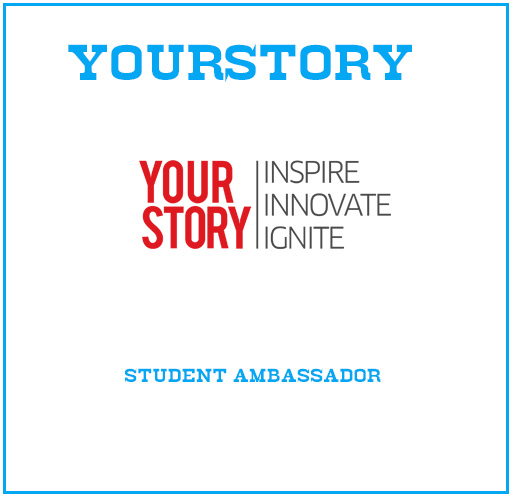 YOURSTORY
YOUR
STORY
INSPIRE
INNOVATE
IGNITE
STUDENT AMBASSADOR